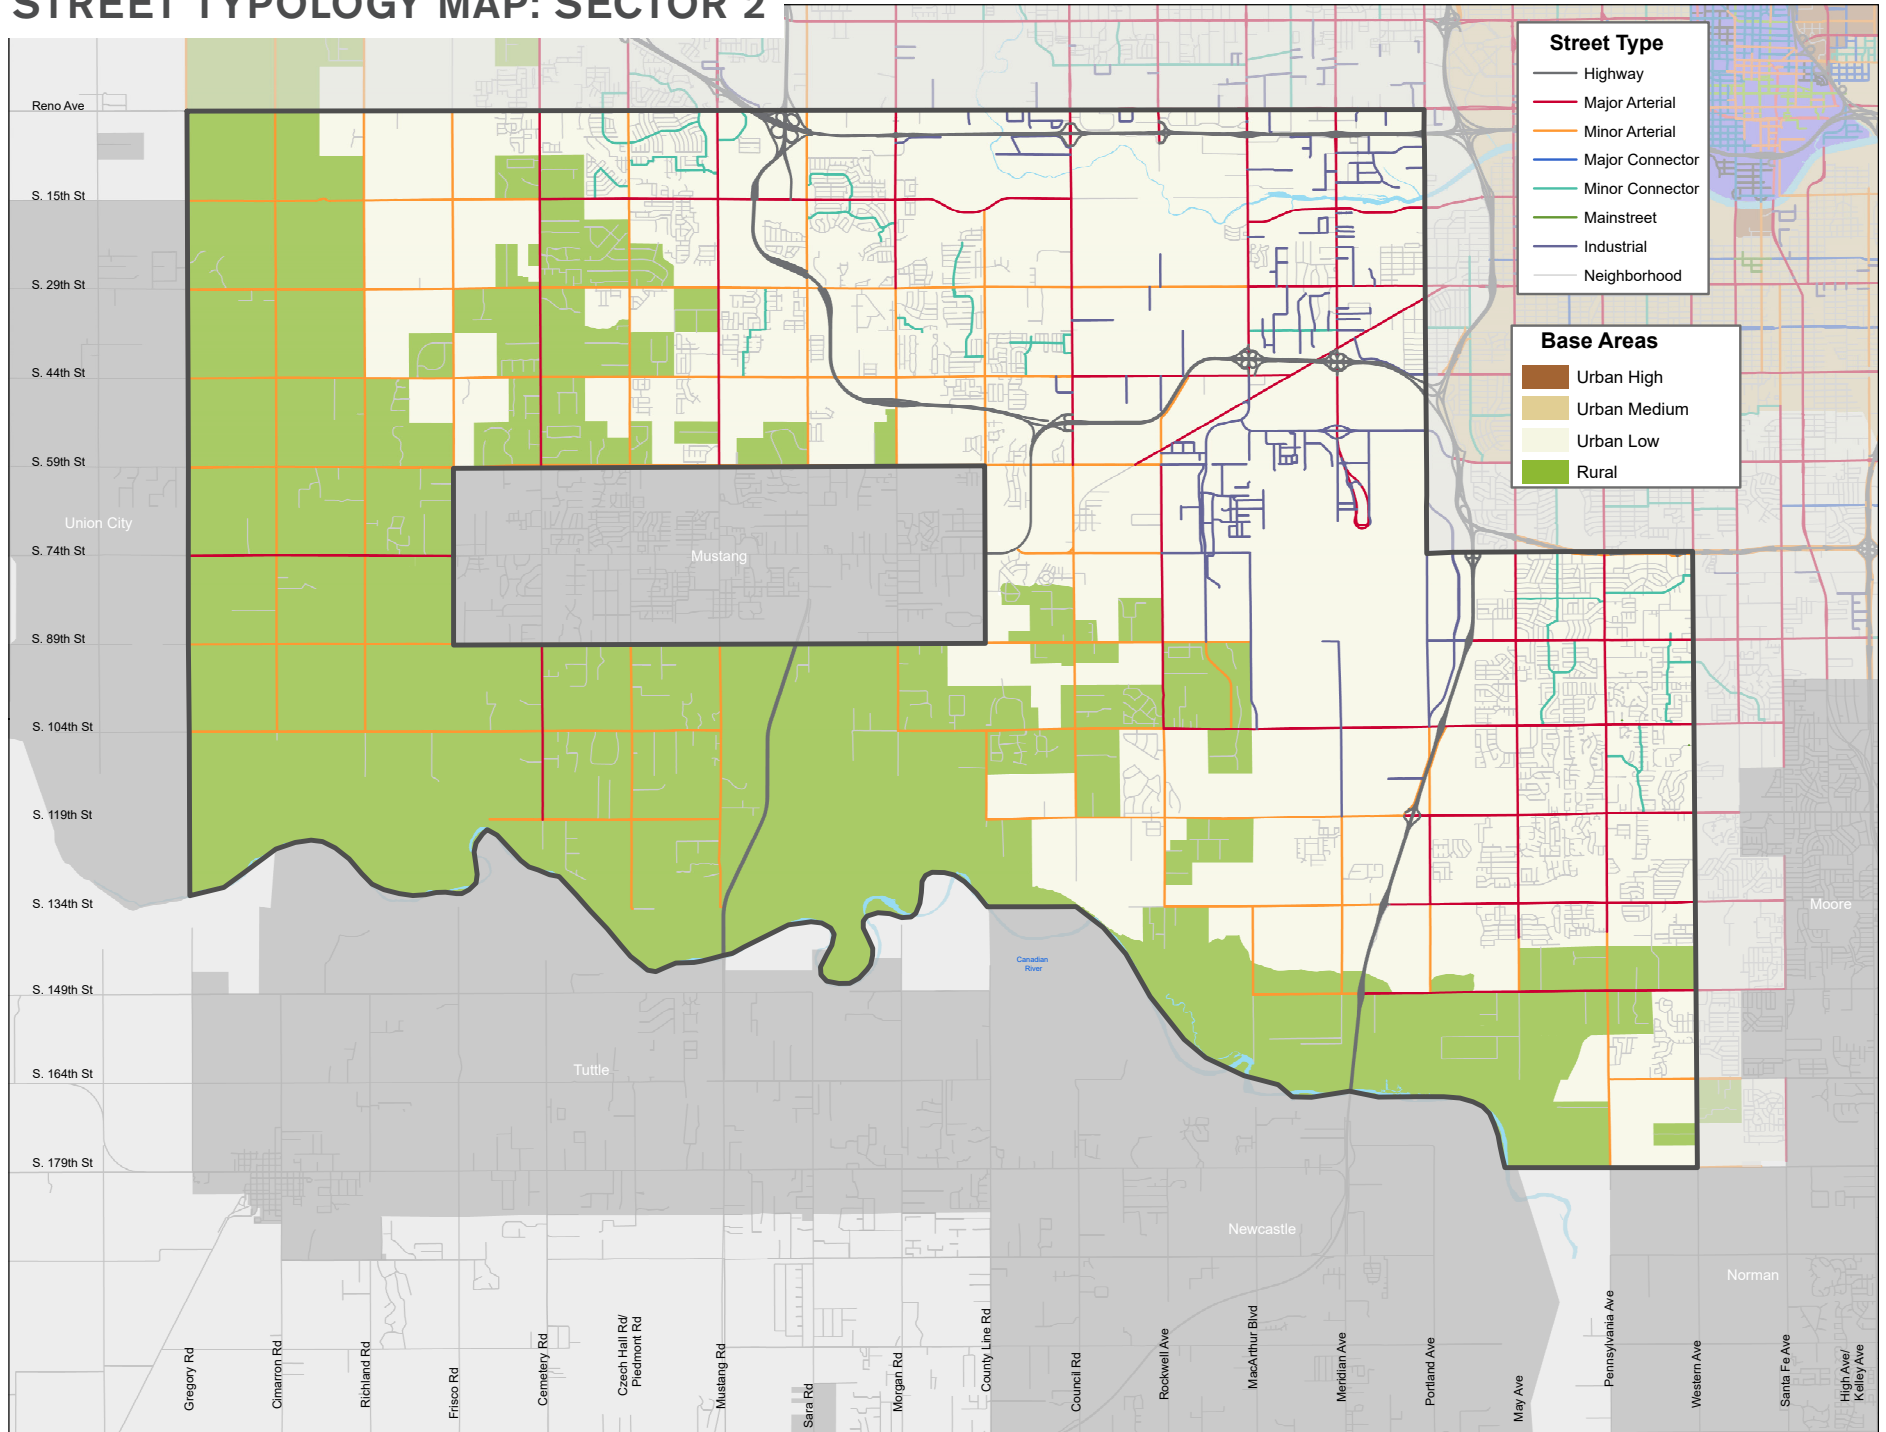 STREET TYPOLOGY MAP: SECTOR 2
Street Type
Highway
Major Arterial
Minor Arterial
Major Connector
Minor Connector
Mainstreet
Industrial
Neighborhood
Base Areas
Urban High
Urban Medium
Urban Low
Rural
Reno Ave
S. 15th St
S. 29th St
S. 44th St
S. 59th St
Union City
S. 74th St
Mustang
S. 89th St
S. 104th St
S. 119th St
S. 134th St
Moore
Canadian
River
S. 149th St
S. 164th St
Tuttle
S. 179th St
Newcastle
Norman
Gregory Rd
Cimarron Rd
Richland Rd
Frisco Rd
Cemetery Rd
Czech Hall Rd/
Piedmont Rd
Mustang Rd
Sara Rd
Morgan Rd
County Line Rd
Council Rd
Rockwell Ave
MacArthur Blvd
Meridian Ave
Portland Ave
May Ave
Pennsylvania Ave
Western Ave
Santa Fe Ave
High Ave/
Kelley Ave